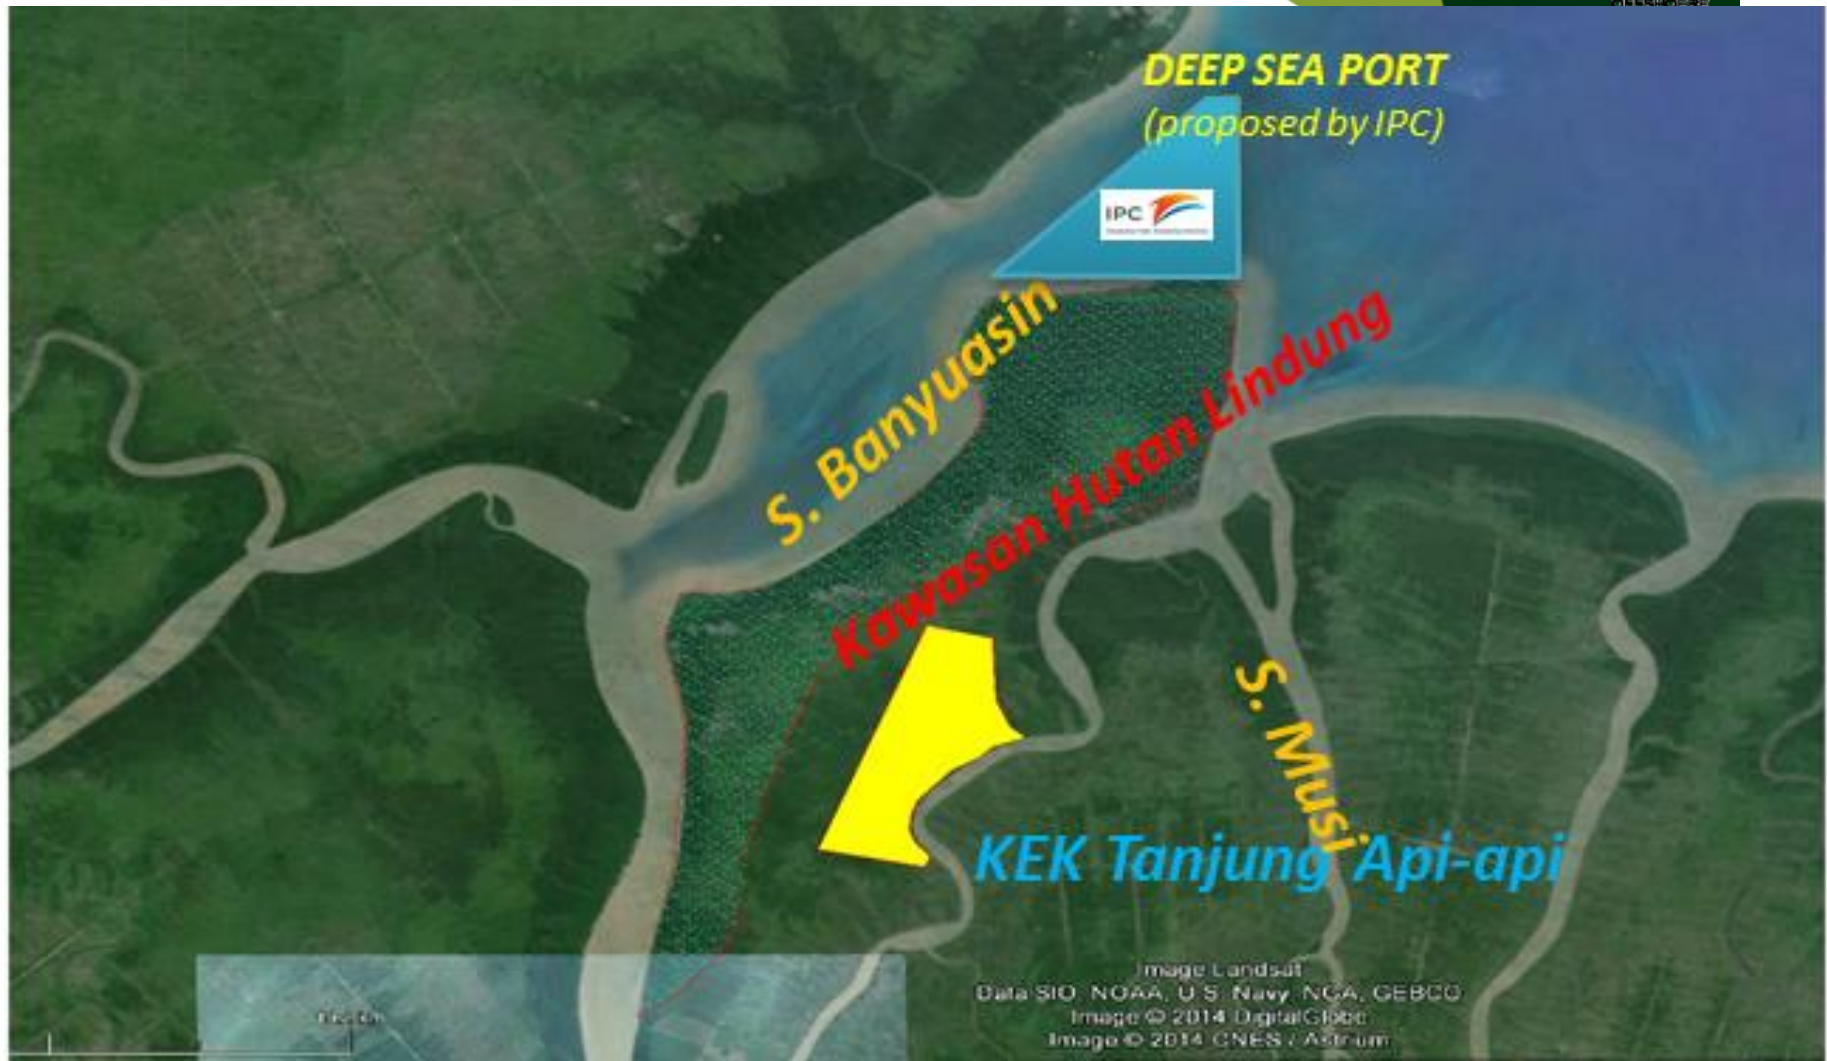 DEEP SEA PORT
(proposed by IPC)
IPC
S. Banyuasin
Kawasan Hutan Lindung
S. Musi
KEK Tanjung Api-api
Image Landsat
Data SIO, NOAA, U.S. Navy, NGA, GEBCO
Image © 2014 DigitalGlobe
Image © 2014 CNES / Astrium